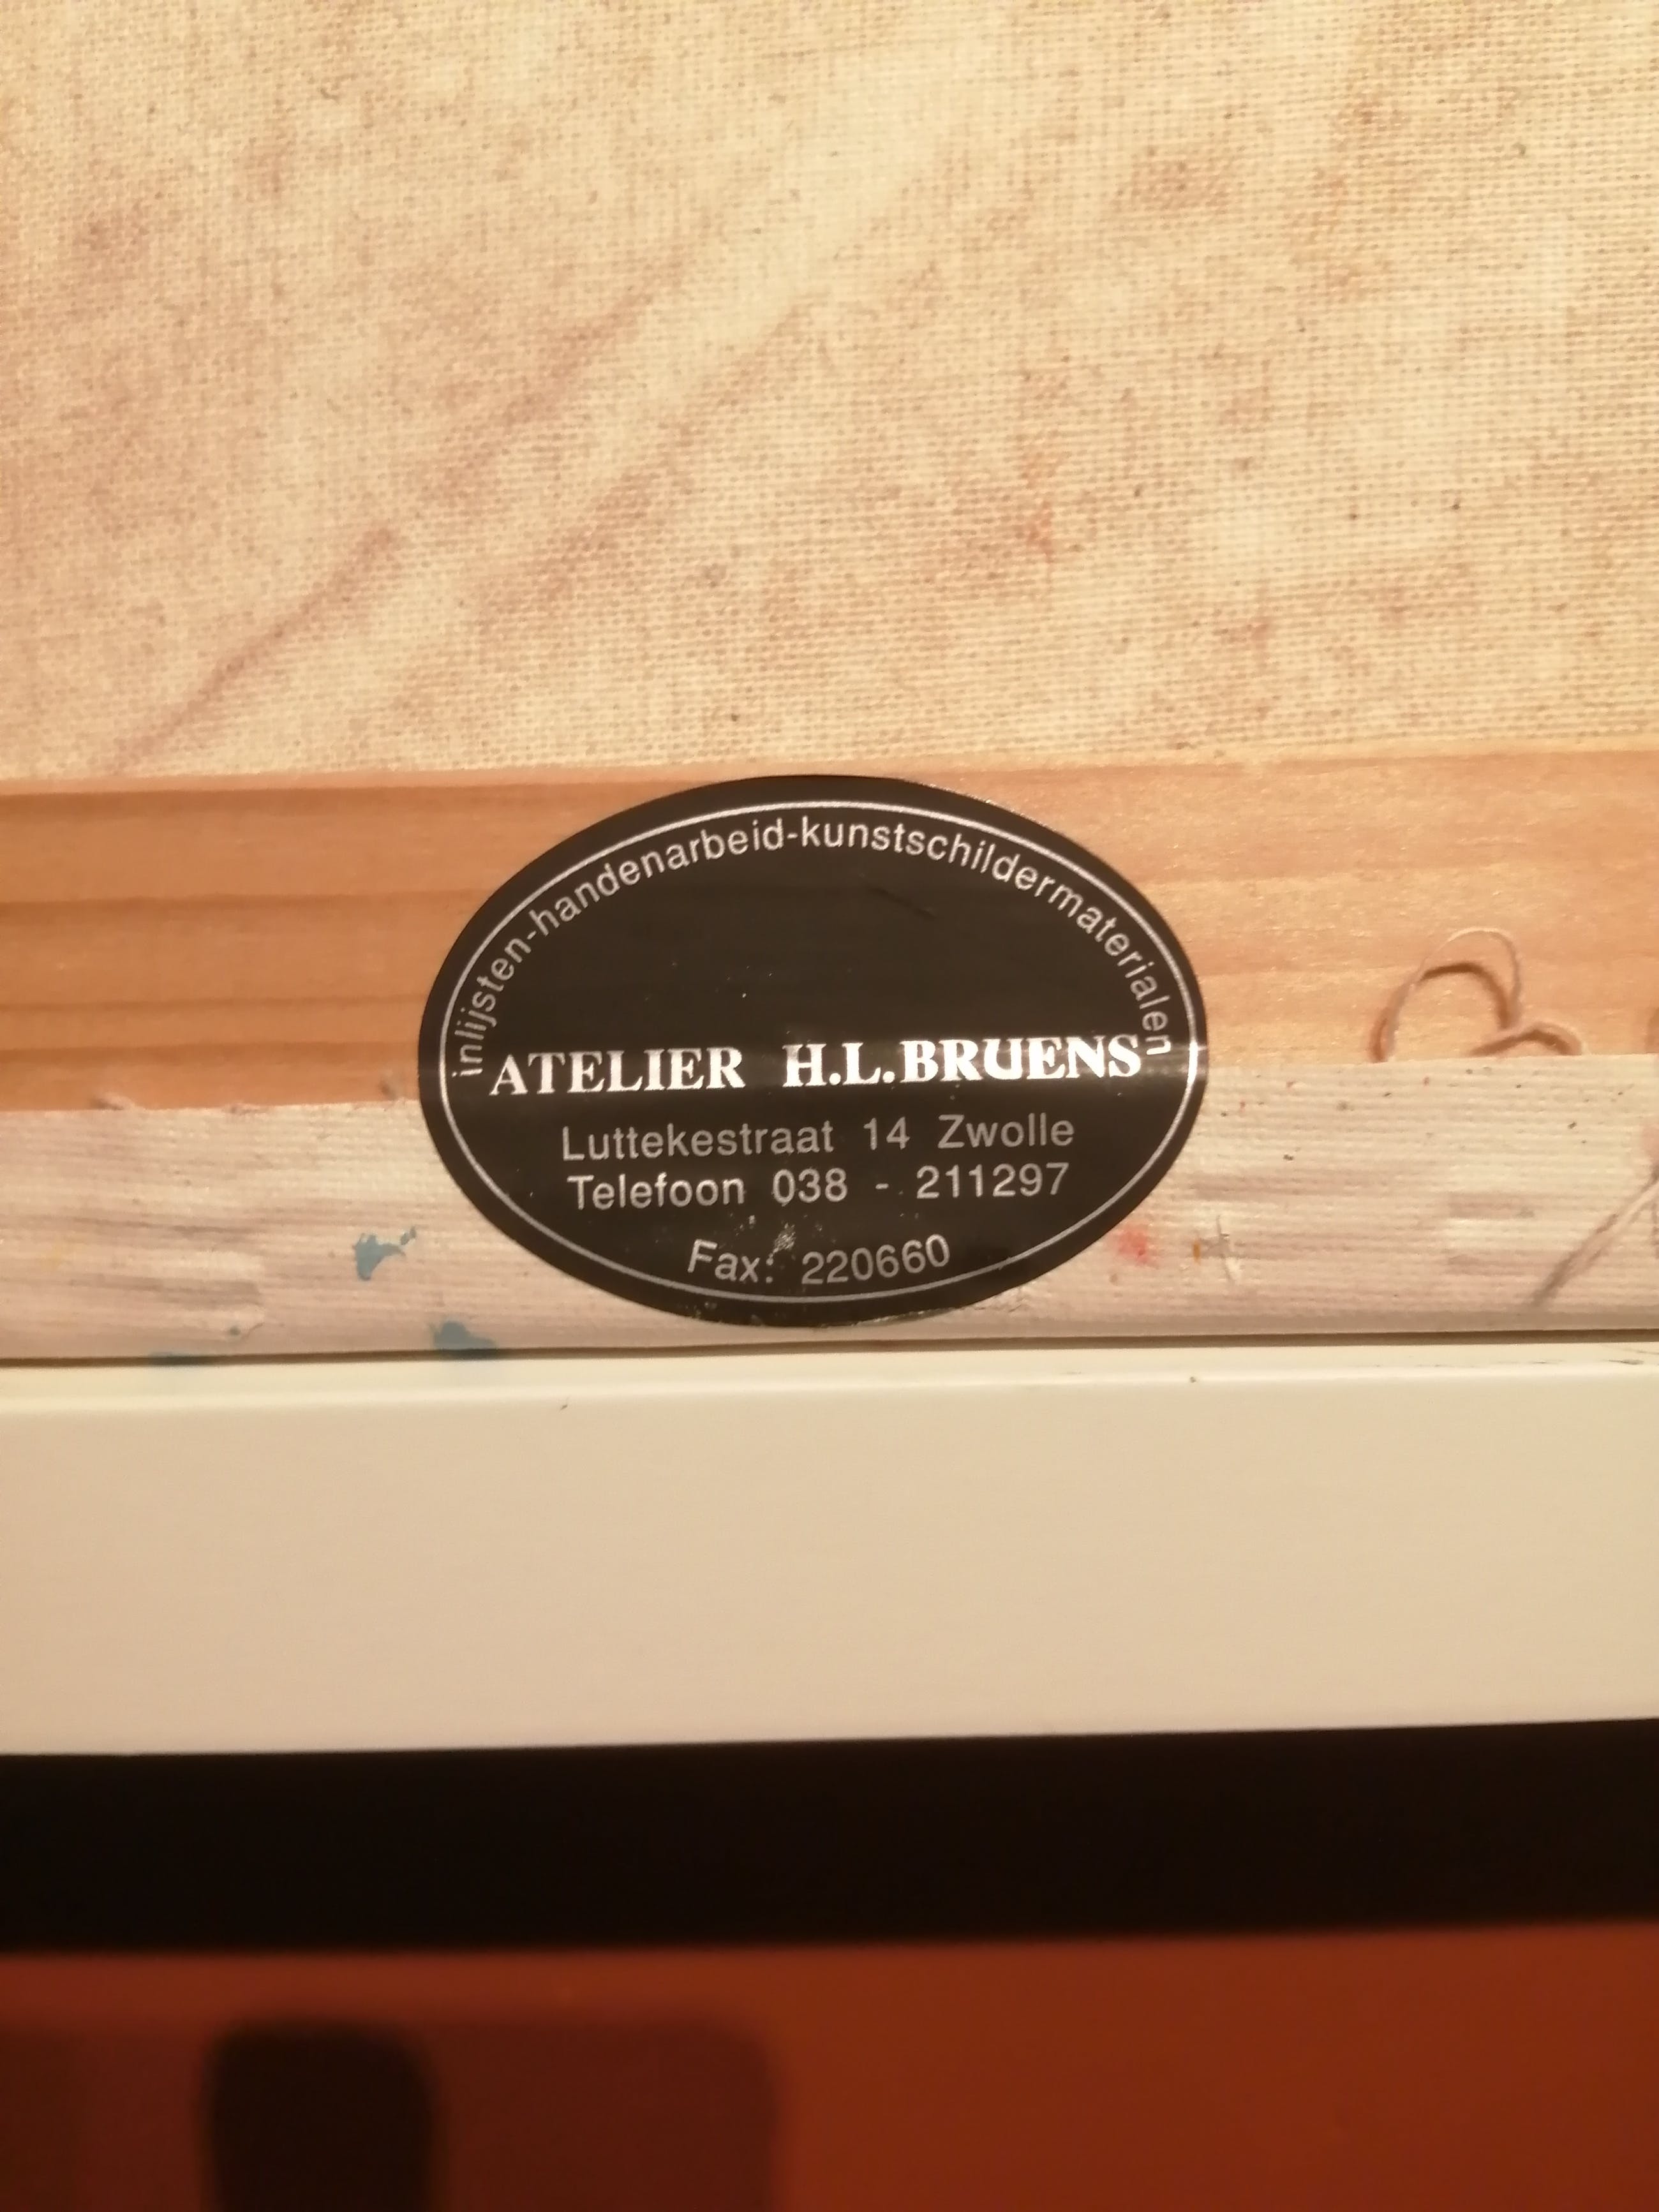 inlijsten-handenarbeid-kunstschildermaterialen
ATELIER H.L.BRUENS
Luttekestraat 14 Zwolle
Telefoon 038 - 211297
Fax: 220660